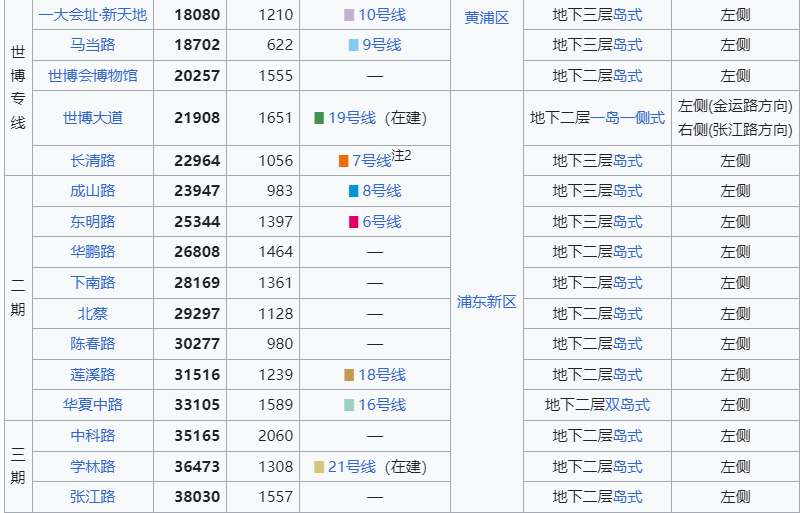 世博专线
一大会址·新天地 18080 1210 10号线 黄浦区 地下三层岛式 左侧
马当路 18702 622 9号线 地下三层岛式 左侧
世博会博物馆 20257 1555 — 地下二层岛式 左侧
世博大道 21908 1651 19号线 (在建) 地下二层一岛一侧式 左侧(金运路方向)
右侧(张江路方向)
长清路 22964 1056 7号线注2 地下三层岛式 左侧
二期
成山路 23947 983 8号线 地下三层岛式 左侧
东明路 25344 1397 6号线 地下三层岛式 左侧
华鹏路 26808 1464 — 地下二层岛式 左侧
下南路 28169 1361 — 浦东新区 地下二层岛式 左侧
北蔡 29297 1128 — 地下二层岛式 左侧
陈春路 30277 980 — 地下二层岛式 左侧
莲溪路 31516 1239 18号线 地下二层岛式 左侧
华夏中路 33105 1589 16号线 地下二层双岛式 左侧
三期
中科路 35165 2060 — 地下二层岛式 左侧
学林路 36473 1308 21号线 (在建) 地下二层岛式 左侧
张江路 38030 1557 — 地下二层岛式 左侧